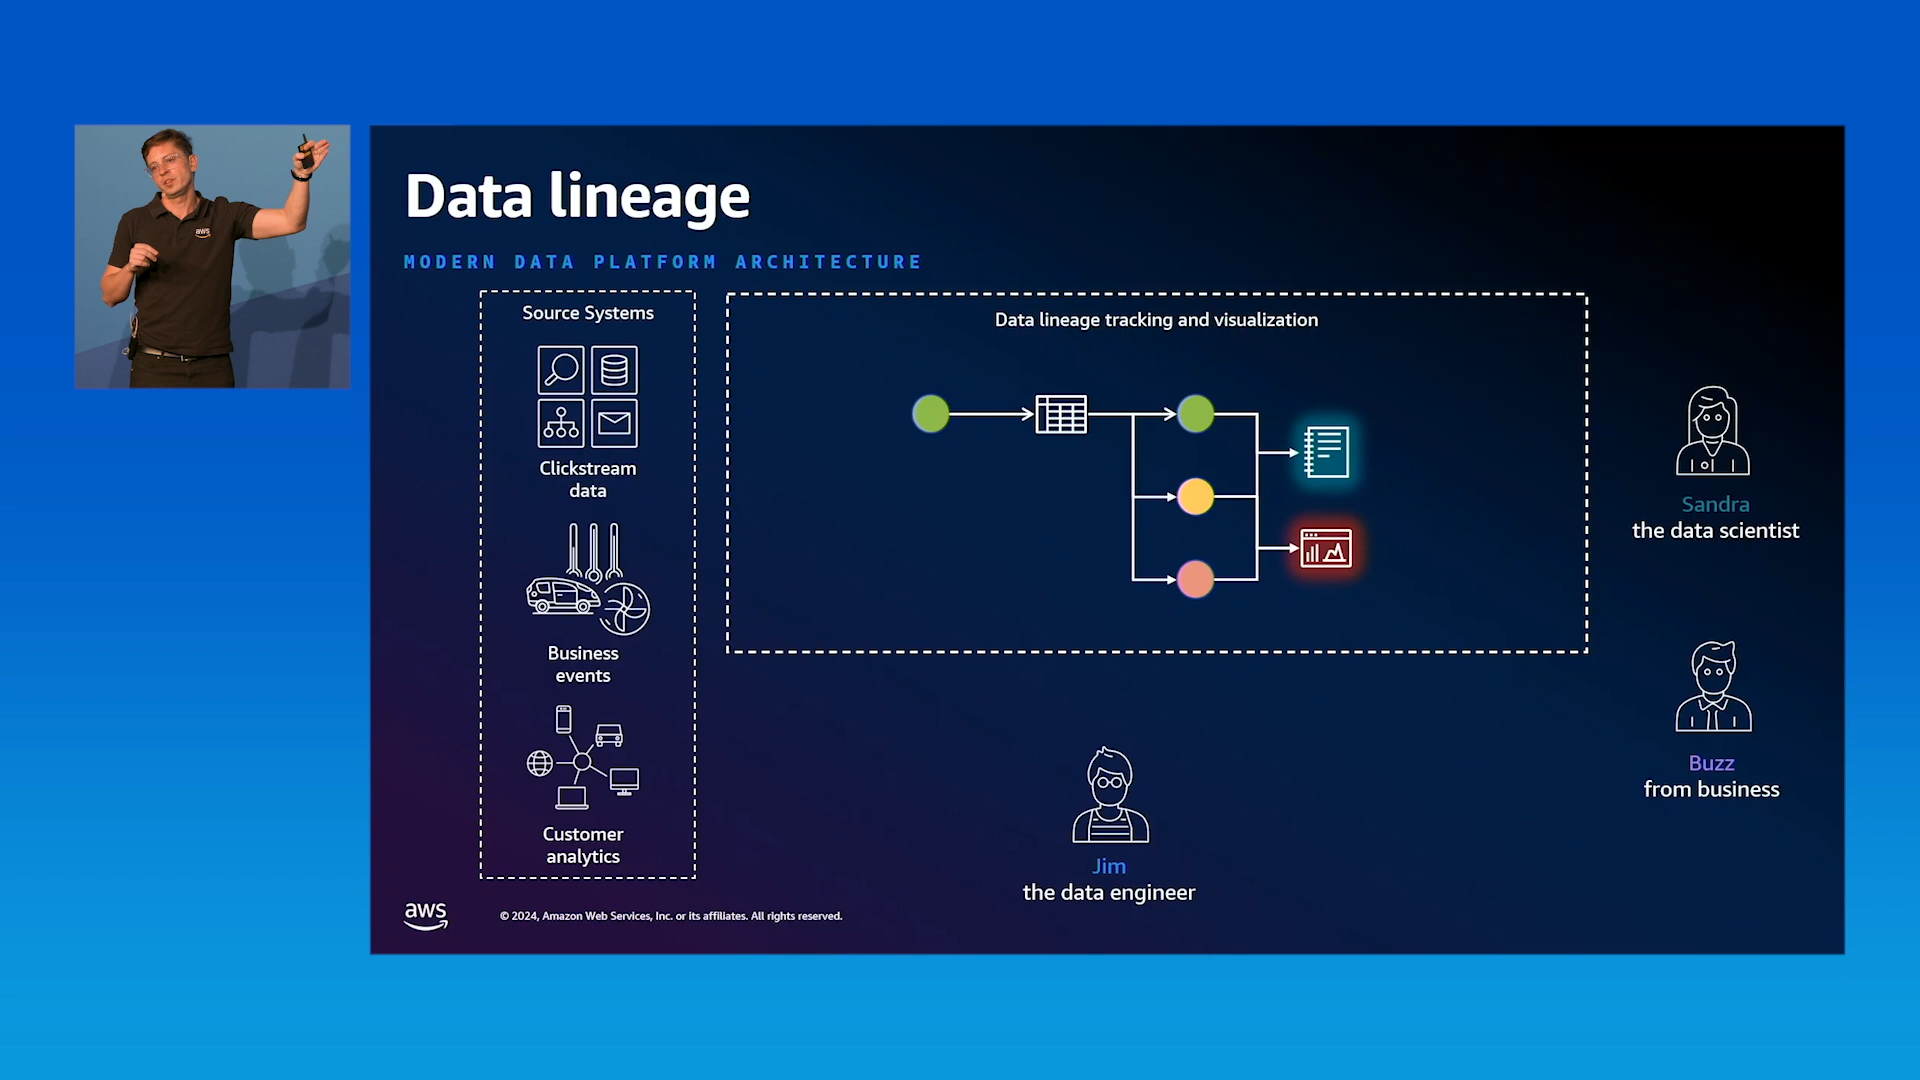 aws
Data lineage
MODERN DATA PLATFORM ARCHITECTURE
Source Systems
Clickstream
data
Business
events
Customer
analytics
Data lineage tracking and visualization
Sandra
the data scientist
Buzz
from business
Jim
the data engineer
aws
© 2024, Amazon Web Services, Inc. or its affiliates. All rights reserved.